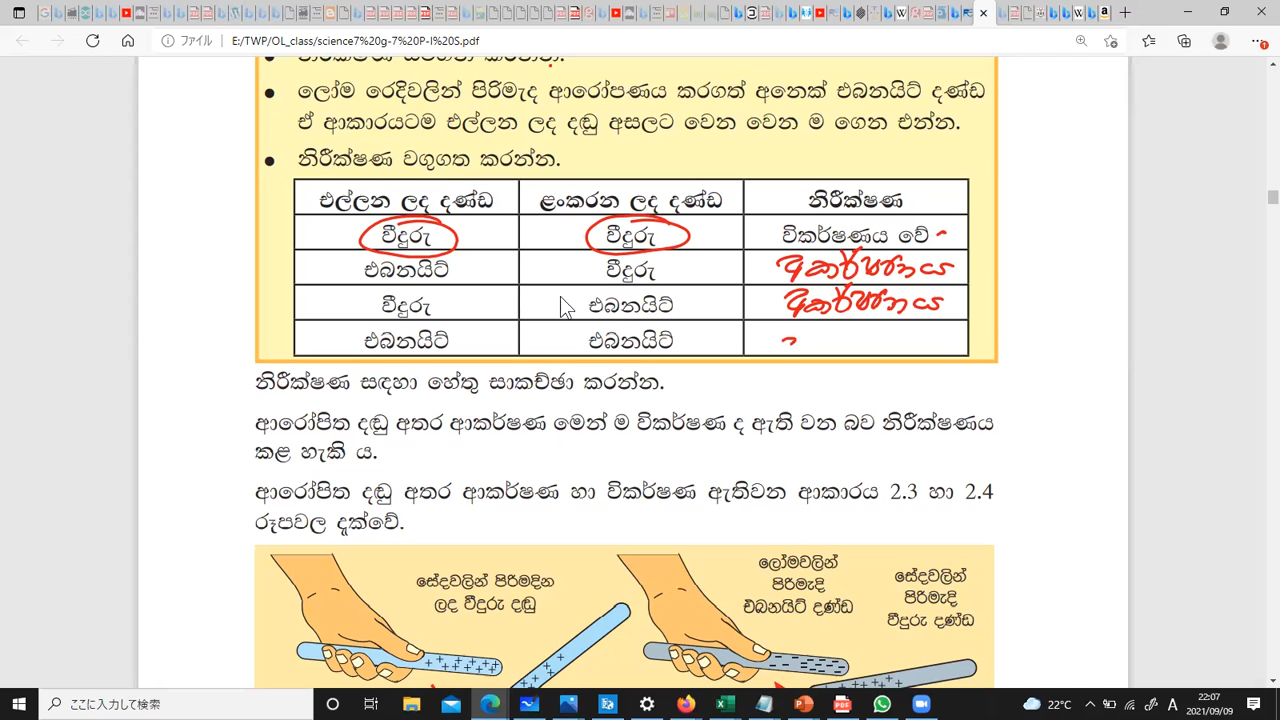 ファイル
E:/TWP/OL_class/science7%20g-7%20P-I%20S.pdf
• ලෝම රෙදිවලින් පිරිමැද ආරෝපණය කරගත් අනෙක් එබනයිට් දණ්ඩ
ඒ ආකාරයටම එල්ලන ලද දඬු අසලට වෙන වෙන ම ගෙන එන්න.
• නිරීක්ෂණ වගුගත කරන්න.
එල්ලන ලද දණ්ඩ ළංකරන ලද දණ්ඩ නිරීක්ෂණ
වීදුරු වීදුරු විකර්ෂණය වේ
එබනයිට් වීදුරු අකර්ෂනය
වීදුරු එබනයිට් අකර්ෂනය
එබනයිට් එබනයිට්
නිරීක්ෂණ සඳහා හේතු සාකච්ඡා කරන්න.
ආරෝපිත දඬු අතර ආකර්ෂණ මෙන් ම විකර්ෂණ ද ඇති වන බව නිරීක්ෂණය
කළ හැකි ය.
ආරෝපිත දඬු අතර ආකර්ෂණ හා විකර්ෂණ ඇතිවන ආකාරය 2.3 හා 2.4
රූපවල දැක්වේ.
සේදවලින් පිරිමදින
ලද වීදුරු දඬු
ලෝමවලින්
පිරිමැදි
එබනයිට් දණ්ඩ
සේදවලින්
පිරිමැදි
වීදුරු දණ්ඩ
ここに入力して検索
22°C
A
22:07
2021/09/09